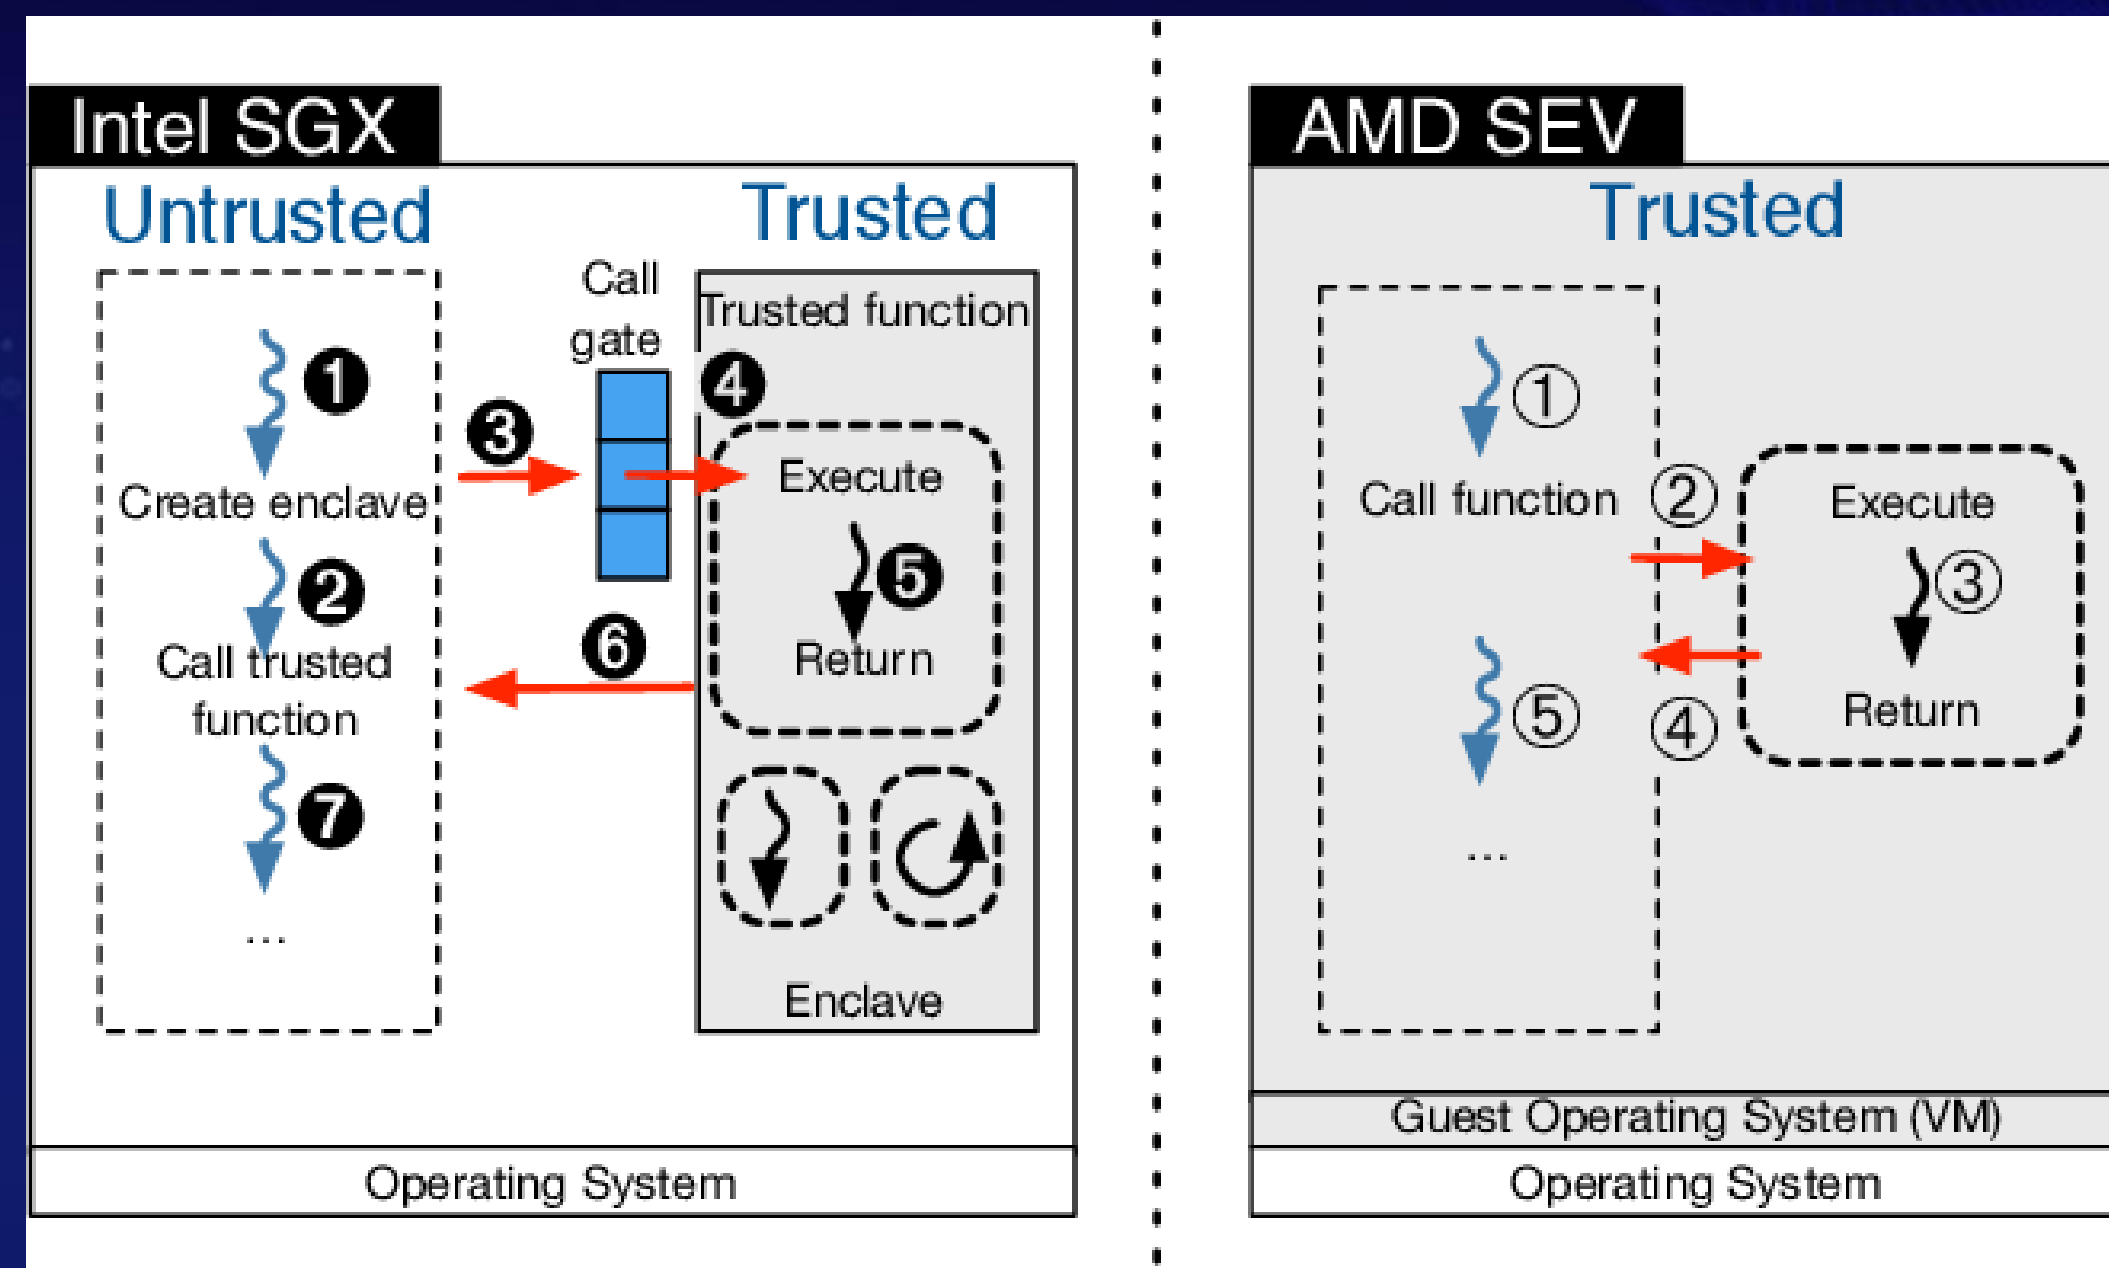 Intel SGX
Untrusted
Trusted
Call
gate
Trusted function
❶
❸
❹
Create enclave
Execute
❷
❺
Call trusted
function
❻
Return
❼
...
Enclave
Operating System
AMD SEV
Trusted
①
Call function
②
Execute
③
⑤
④
Return
...
Guest Operating System (VM)
Operating System